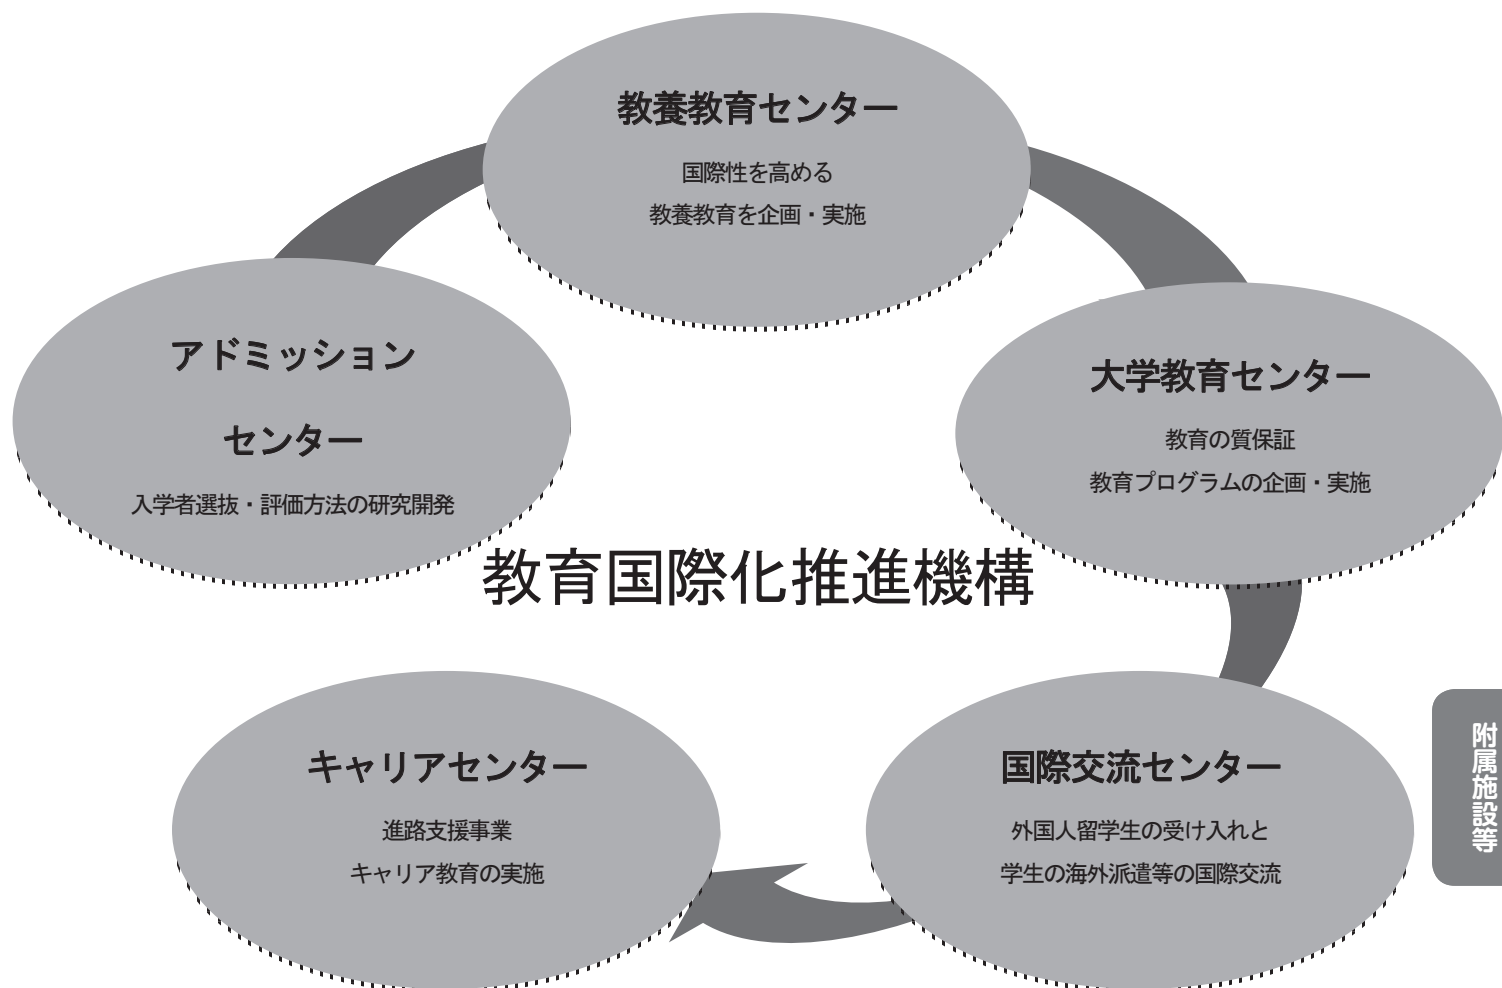 教養教育センター
国際性を高める
教養教育を企画・実施
アドミッション
センター
入学者選抜・評価方法の研究開発
大学教育センター
教育の質保証
教育プログラムの企画・実施
教育国際化推進機構
キャリアセンター
進路支援事業
キャリア教育の実施
国際交流センター
外国人留学生の受け入れと
学生の海外派遣等の国際交流
附属施設等